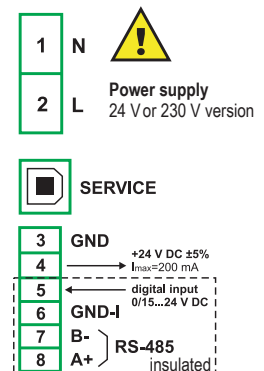 1 N
2 L
Power supply
24 V or 230 V version
SERVICE
3 GND
4 +24 V DC ±5%
Imax=200 mA
5 digital input
0/15...24 V DC
6 GND-I
7 B-
8 A+
RS-485
insulated